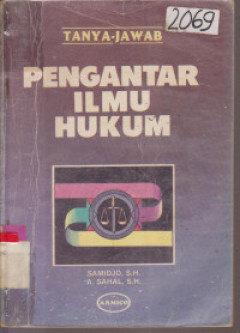 2069
TANYA-JAWAB
PENGANTAR
ILMU
HUKUM
SAMIDJO, S.H.
A. SAHAL, S.H.
ARMICO